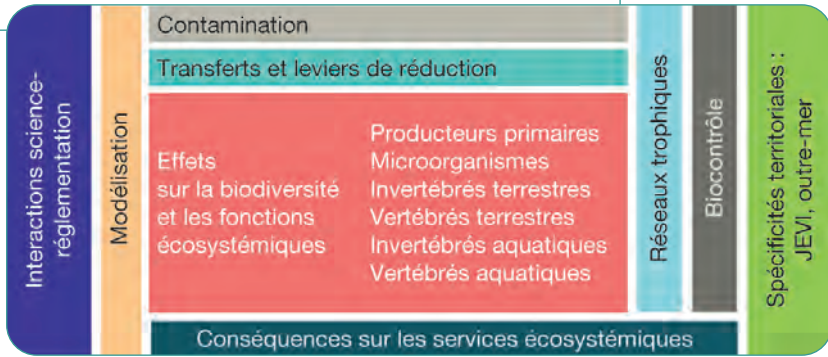 Interactions science-
réglementation
Modélisation
Contamination
Transferts et leviers de réduction
Effets
sur la biodiversité
et les fonctions
écosystémiques
Producteurs primaires
Microorganismes
Invertébrés terrestres
Vertébrés terrestres
Invertébrés aquatiques
Vertébrés aquatiques
Réseaux trophiques
Biocontrôle
Spécificités territoriales :
JEVI, outre-mer
Conséquences sur les services écosystémiques